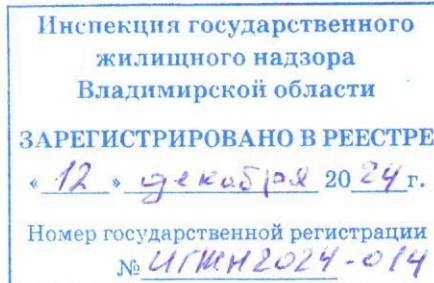 Инспекция государственного
жилищного надзора
Владимирской области
ЗАРЕГИСТРИРОВАНО В РЕЕСТРЕ
« 12 » декабря 2024 г.
Номер государственной регистрации
№ ИГЖН2024-014